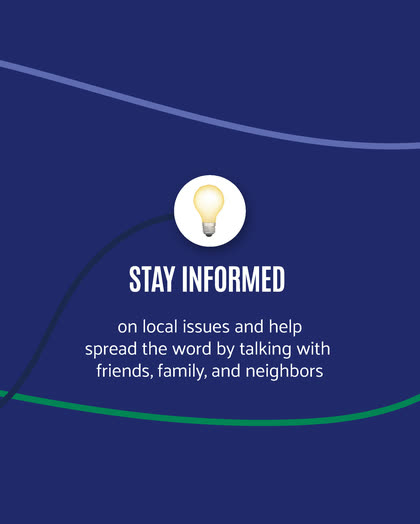 STAY INFORMED
on local issues and help
spread the word by talking with
friends, family, and neighbors